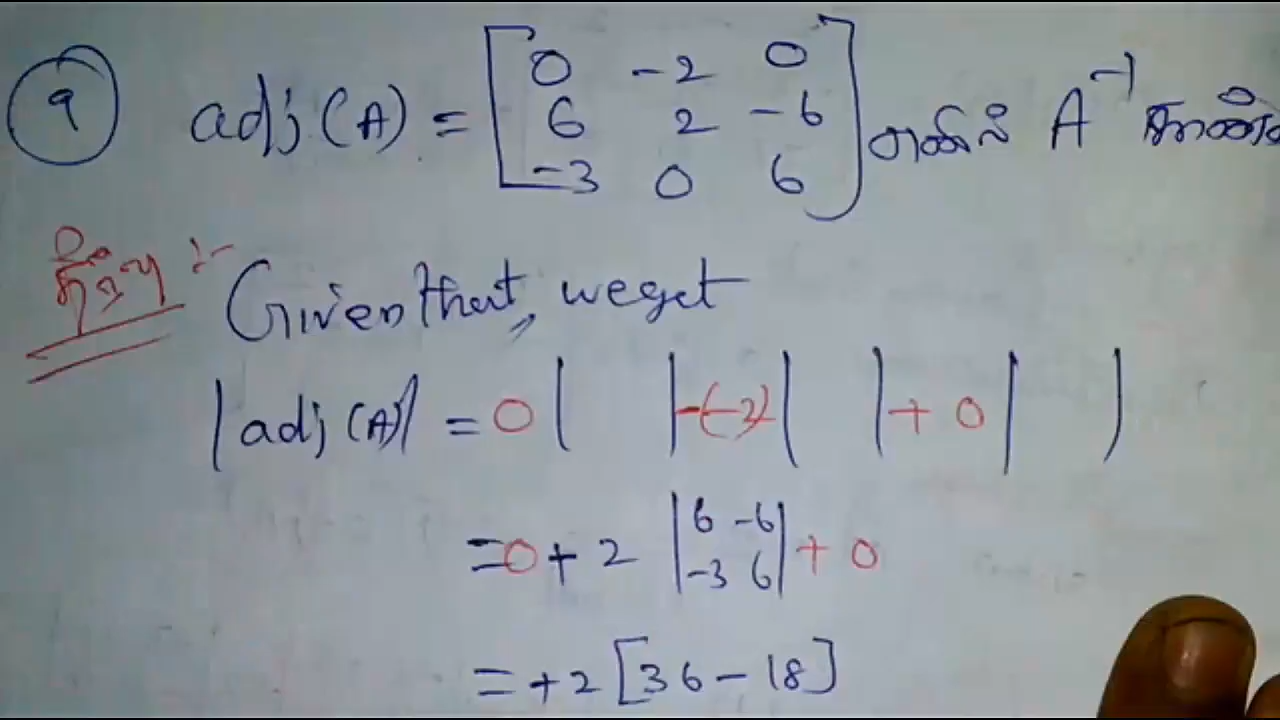 9 adj(A) = [ 0 -2 0
6 2 -6
-3 0 6 ] எனில் A⁻¹ காண்க
தீர்வு :-
Given that, we get
|adj(A)| = 0 | | -(-2) | | + 0 | |
= 0 + 2 | 6 -6
-3 6 | + 0
= +2 [36 - 18]